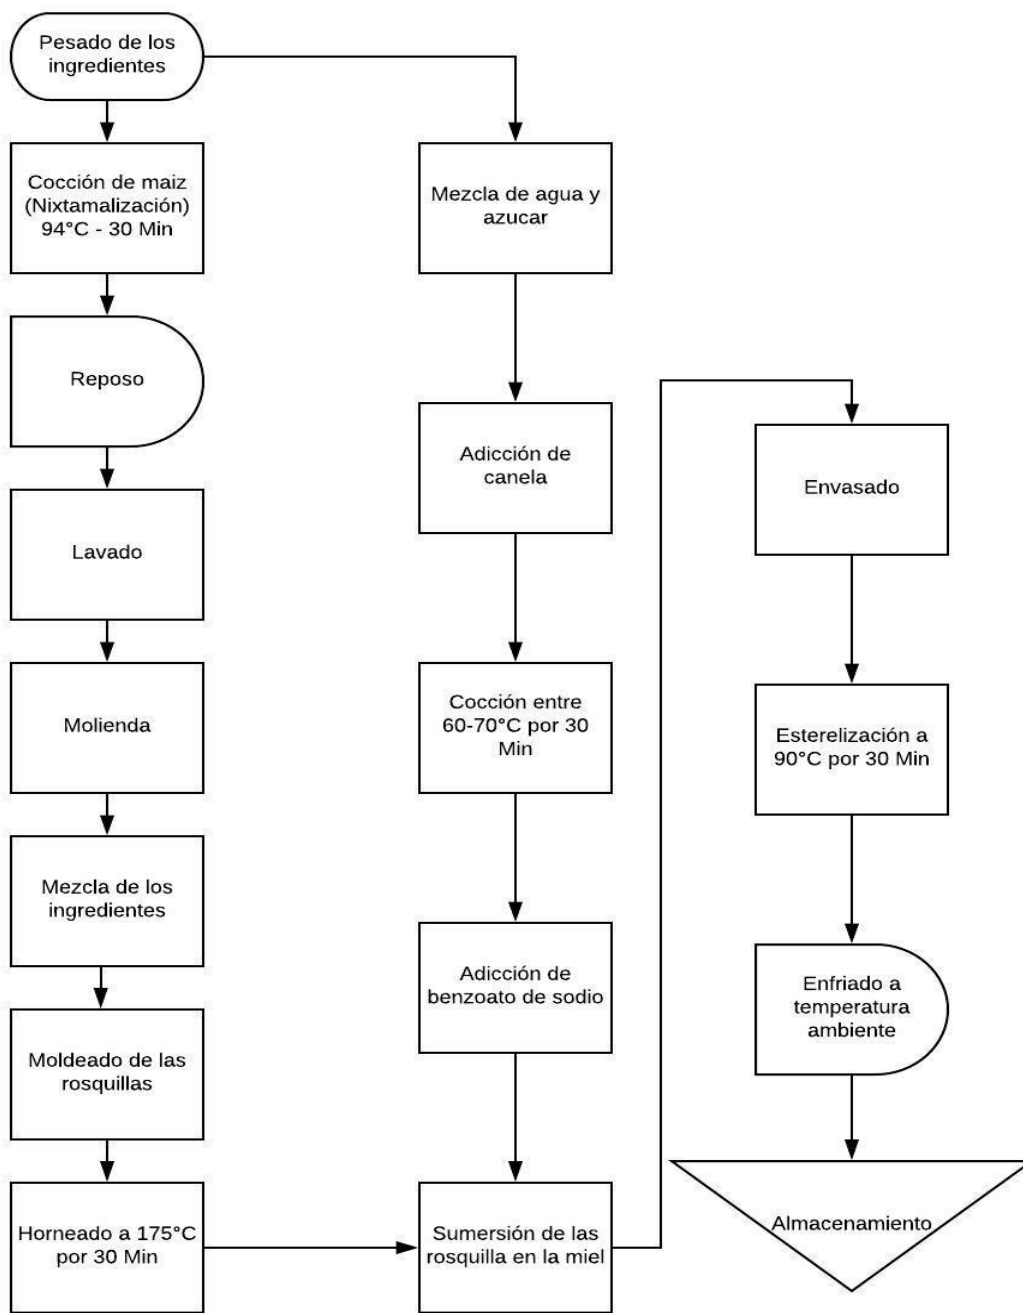 Pesado de los
ingredientes
Cocción de maiz
(Nixtamalización)
94°C - 30 Min
Reposo
Lavado
Molienda
Mezcla de los
ingredientes
Moldeado de las
rosquillas
Horneado a 175°C
por 30 Min
Mezcla de agua y
azucar
Adicción de
canela
Cocción entre
60-70°C por 30
Min
Adicción de
benzoato de sodio
Sumersión de las
rosquilla en la miel
Envasado
Esterelización a
90°C por 30 Min
Enfriado a
temperatura
ambiente
Almacenamiento